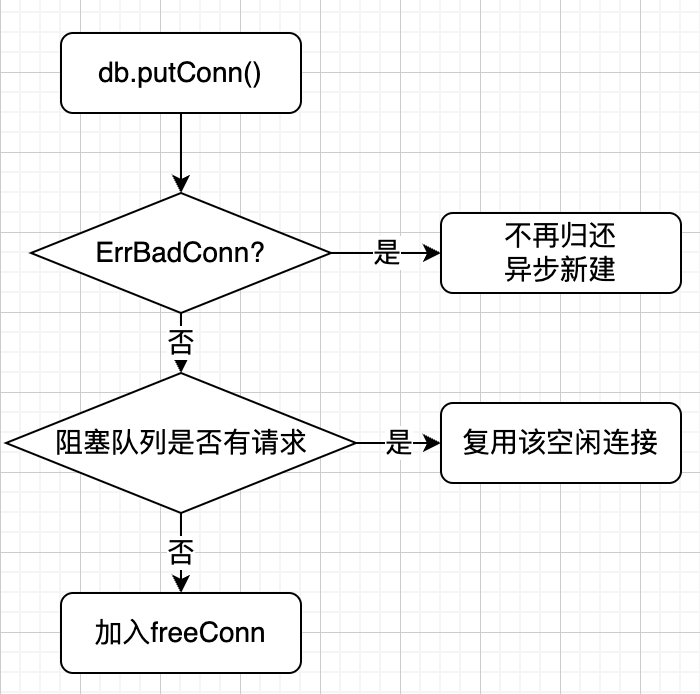 db.putConn()
ErrBadConn?
是
不再归还
异步新建
否
阻塞队列是否有请求
是
复用该空闲连接
否
加入freeConn